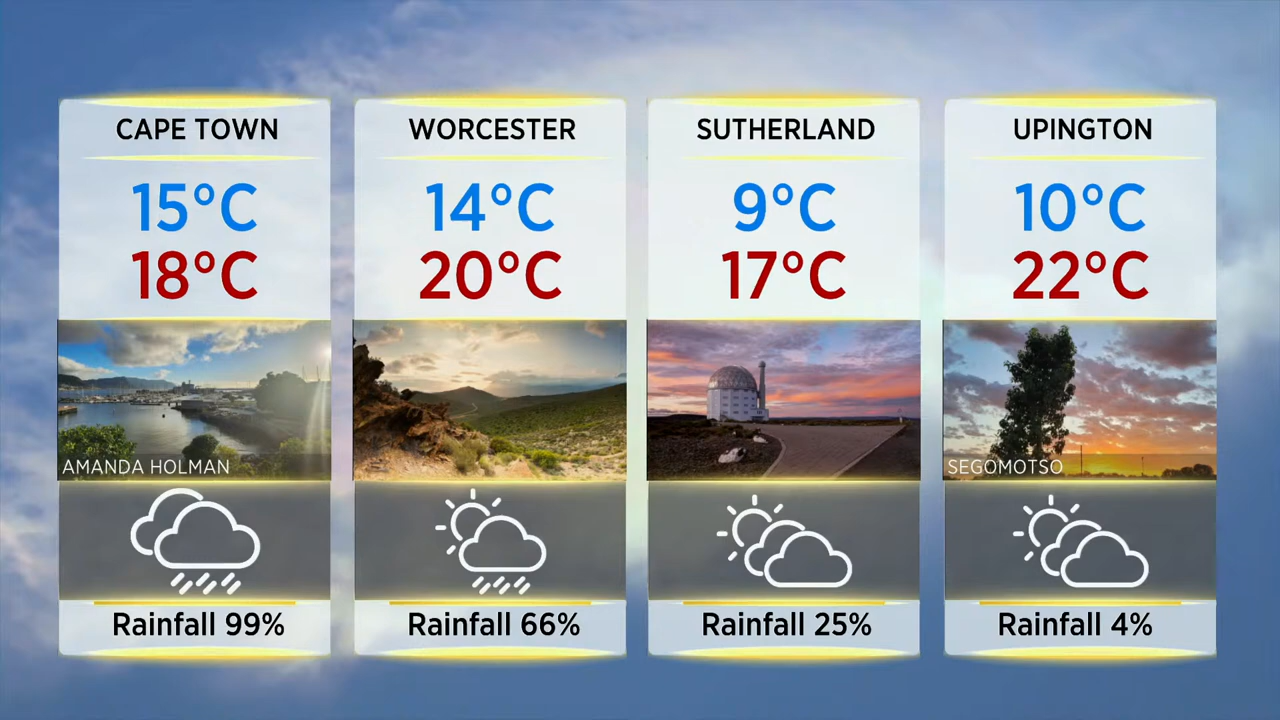 CAPE TOWN
15°C
18°C
AMANDA HOLMAN
Rainfall 99%
WORCESTER
14°C
20°C
Rainfall 66%
SUTHERLAND
9°C
17°C
Rainfall 25%
UPINGTON
10°C
22°C
SEGOMOTSO
Rainfall 4%